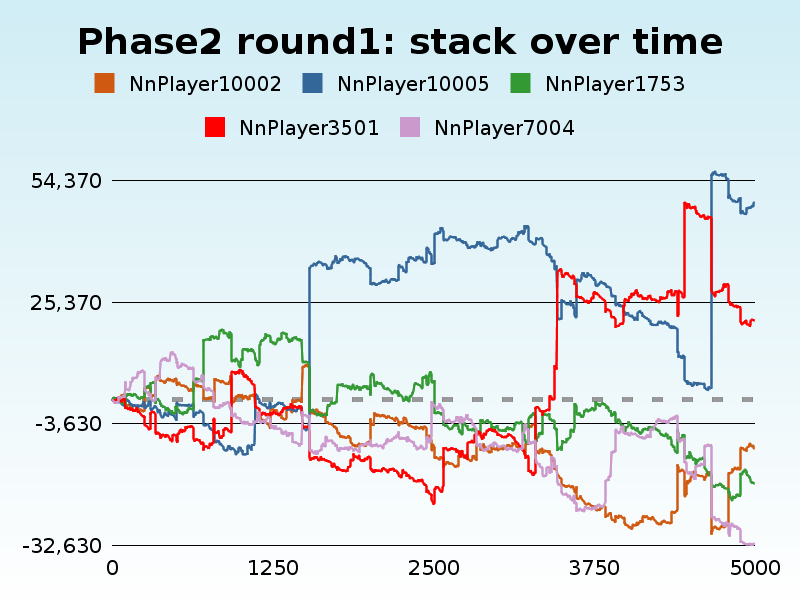 Phase2 round1: stack over time
NnPlayer10002 NnPlayer10005 NnPlayer1753
NnPlayer3501 NnPlayer7004
54,370
25,370
-3,630
-32,630
0 1250 2500 3750 5000